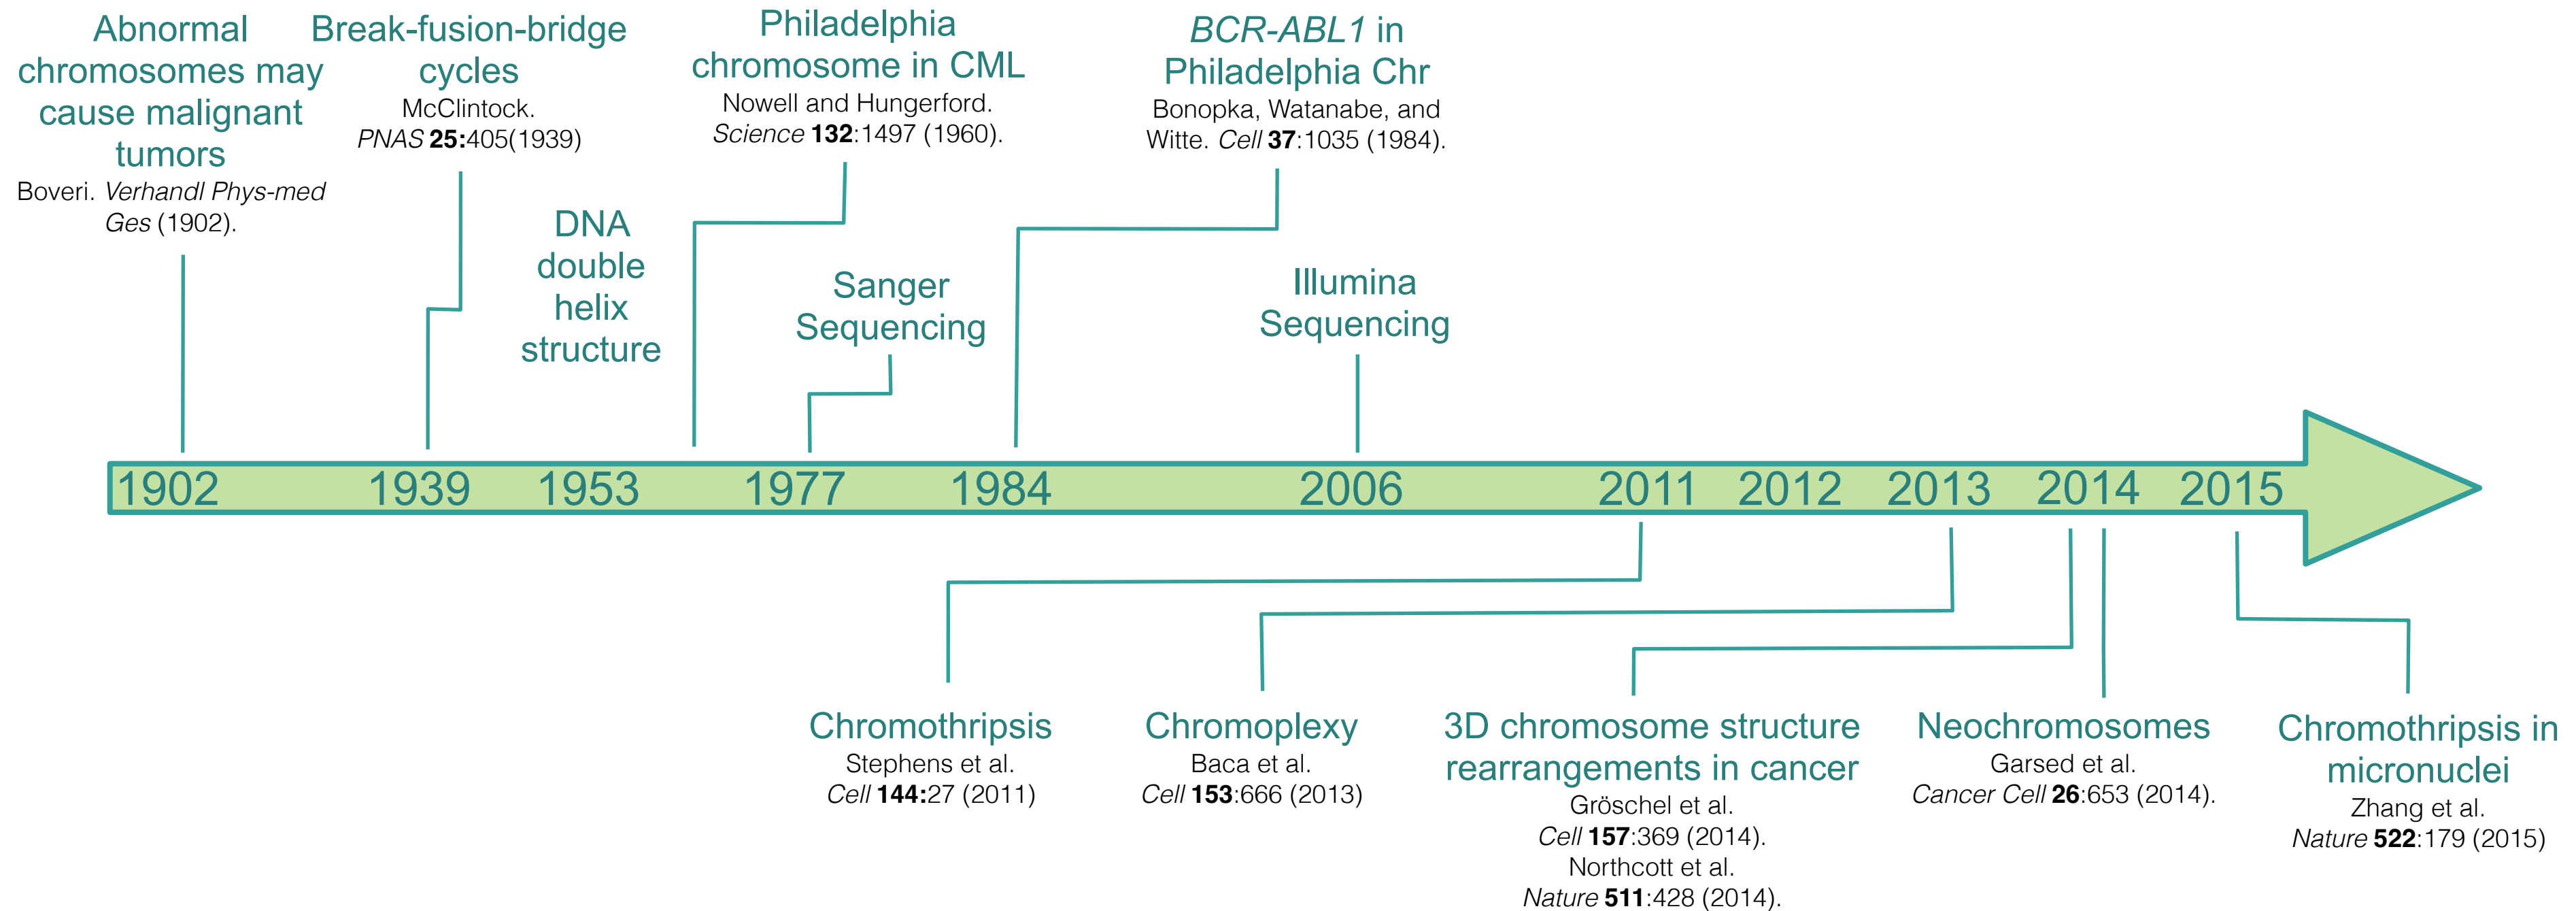 Abnormal
chromosomes may
cause malignant
tumors
Boveri. Verhandl Phys-med
Ges (1902).
Break-fusion-bridge
cycles
McClintock.
PNAS 25:405(1939)
DNA
double
helix
structure
Philadelphia
chromosome in CML
Nowell and Hungerford.
Science 132:1497 (1960).
Sanger
Sequencing
BCR-ABL1 in
Philadelphia Chr
Bonopka, Watanabe, and
Witte. Cell 37:1035 (1984).
Illumina
Sequencing
1902 1939 1953 1977 1984 2006 2011 2012 2013 2014 2015
Chromothripsis
Stephens et al.
Cell 144:27 (2011)
Chromoplexy
Baca et al.
Cell 153:666 (2013)
3D chromosome structure
rearrangements in cancer
Gröschel et al.
Cell 157:369 (2014).
Northcott et al.
Nature 511:428 (2014).
Neochromosomes
Garsed et al.
Cancer Cell 26:653 (2014).
Chromothripsis in
micronuclei
Zhang et al.
Nature 522:179 (2015)